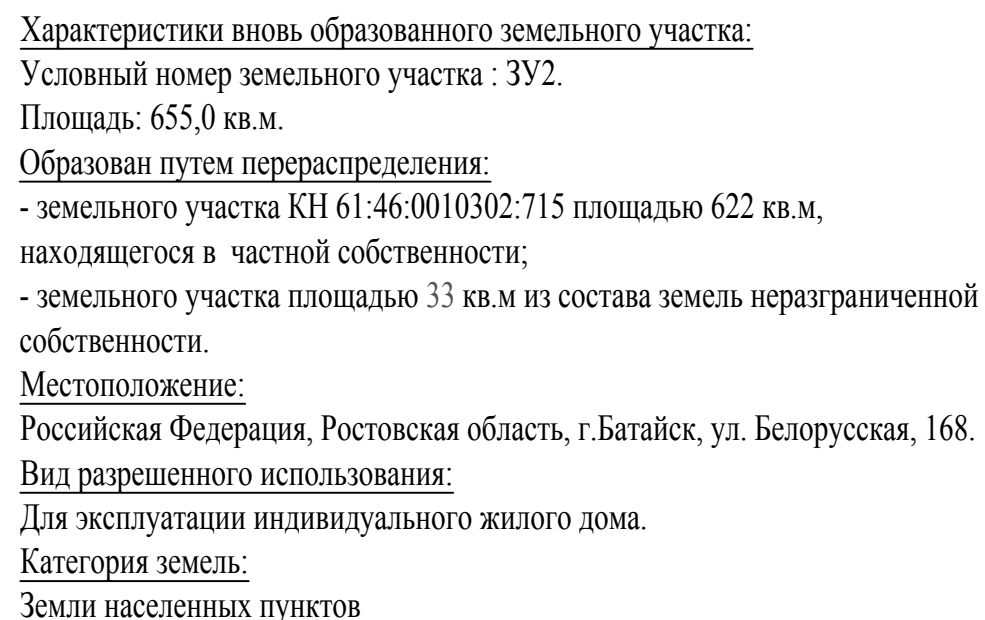 Характеристики вновь образованного земельного участка:
Условный номер земельного участка : ЗУ2.
Площадь: 655,0 кв.м.
Образован путем перераспределения:
- земельного участка КН 61:46:0010302:715 площадью 622 кв.м,
находящегося в  частной собственности;
- земельного участка площадью 33 кв.м из состава земель неразграниченной
собственности.
Местоположение:
Российская Федерация, Ростовская область, г.Батайск, ул. Белорусская, 168.
Вид разрешенного использования:
Для эксплуатации индивидуального жилого дома.
Категория земель:
Земли населенных пунктов